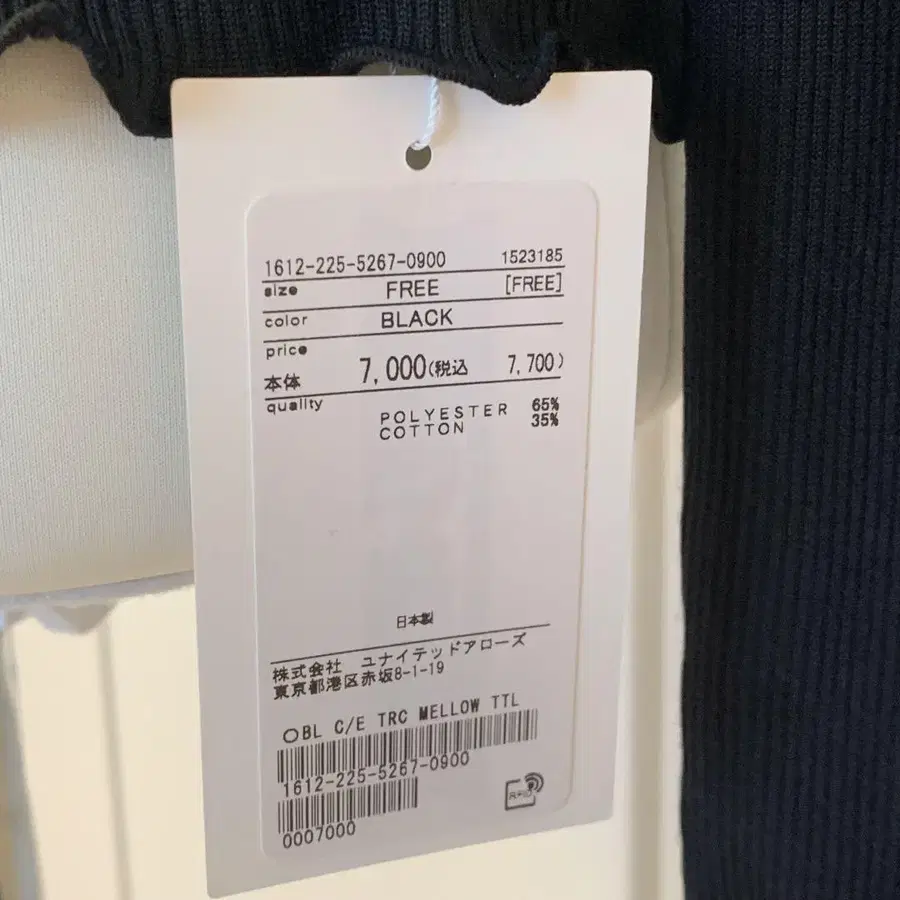 1612-225-5267-0900 1523185
size FREE [FREE]
color BLACK
price
本体 7,000(税込 7,700)
quality
POLYESTER 65%
COTTON 35%
日本製
株式会社 ユナイテッドアローズ
東京都港区赤坂8-1-19
○BL C/E TRC MELLOW TTL
1612-225-5267-0900
0007000
RFID